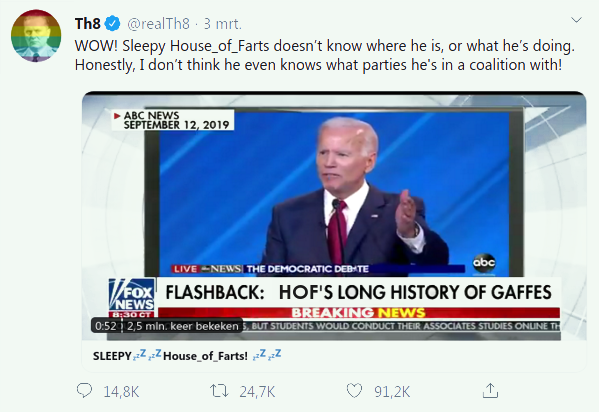 Th8 @realTh8 · 3 mrt.
WOW! Sleepy House_of_Farts doesn't know where he is, or what he's doing.
Honestly, I don't think he even knows what parties he's in a coalition with!
ABC NEWS
SEPTEMBER 12, 2019
LIVE abc NEWS THE DEMOCRATIC DEBATE
abc
FOX
NEWS
8:30 CT
FLASHBACK: HOF'S LONG HISTORY OF GAFFES
BREAKING NEWS
0:52 2,5 mln. keer bekeken
S, BUT STUDENTS WOULD CONDUCT THEIR ASSOCIATES STUDIES ONLINE TH
SLEEPY 💤💤House_of_Farts! 💤💤
14,8K 24,7K 91,2K